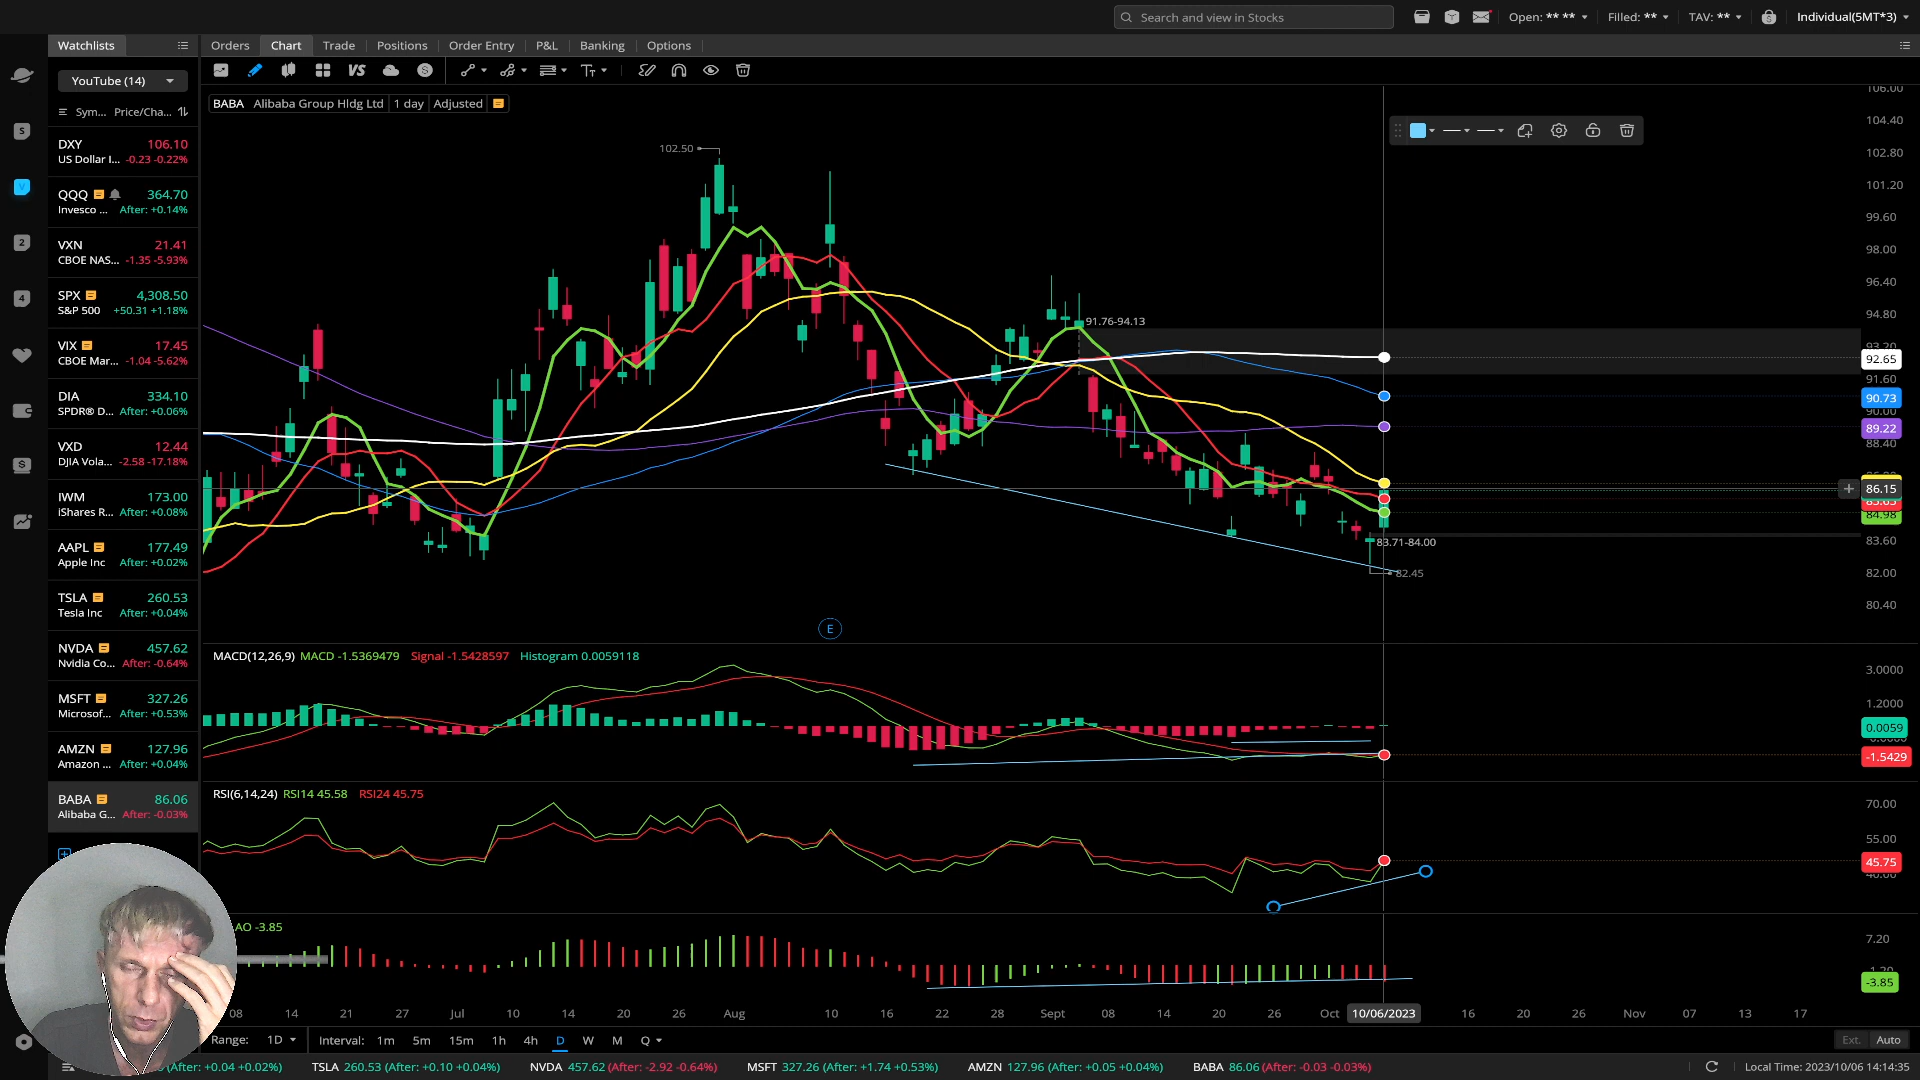 Search and view in Stocks
Open: ** **
Filled: **
TAV: **
Individual(5MT*3)
Watchlists
Orders
Chart
Trade
Positions
Order Entry
P&L
Banking
Options
YouTube (14)
VS
Sym... Price/Cha...
BABA Alibaba Group Hldg Ltd 1 day Adjusted
DXY 106.10
US Dollar I... -0.23 -0.22%
QQQ 364.70
Invesco ... After: +0.14%
VXN 21.41
CBOE NAS... -1.35 -5.93%
SPX 4,308.50
S&P 500 +50.31 +1.18%
VIX 17.45
CBOE Mar... -1.04 -5.62%
DIA 334.10
SPDR® D... After: +0.06%
VXD 12.44
DJIA Vola... -2.58 -17.18%
IWM 173.00
iShares R... After: +0.08%
AAPL 177.49
Apple Inc After: +0.02%
TSLA 260.53
Tesla Inc After: +0.04%
NVDA 457.62
Nvidia Co... After: -0.64%
MSFT 327.26
Microsof... After: +0.53%
AMZN 127.96
Amazon ... After: +0.04%
BABA 86.06
Alibaba G... After: -0.03%
102.50
91.76-94.13
83.71-84.00
82.45
E
106.00
104.40
102.80
101.20
99.60
98.00
96.40
94.80
92.65
91.60
90.73
89.22
88.40
86.15
84.98
83.60
82.00
80.40
MACD(12,26,9) MACD -1.5369479 Signal -1.5428597 Histogram 0.0059118
3.0000
1.2000
0.0059
-1.5429
RSI(6,14,24) RSI14 45.58 RSI24 45.75
70.00
55.00
45.75
AO -3.85
7.20
-3.85
08 14 21 27 Jul 10 14 20 26 Aug 10 16 22 28 Sept 08 14 20 26 Oct 10/06/2023 16 20 26 Nov 07 13 17
Range: 1D Interval: 1m 5m 15m 1h 4h D W M Q
Ext. Auto
(After: +0.04 +0.02%) TSLA 260.53 (After: +0.10 +0.04%) NVDA 457.62 (After: -2.92 -0.64%) MSFT 327.26 (After: +1.74 +0.53%) AMZN 127.96 (After: +0.05 +0.04%) BABA 86.06 (After: -0.03 -0.03%)
Local Time: 2023/10/06 14:14:35